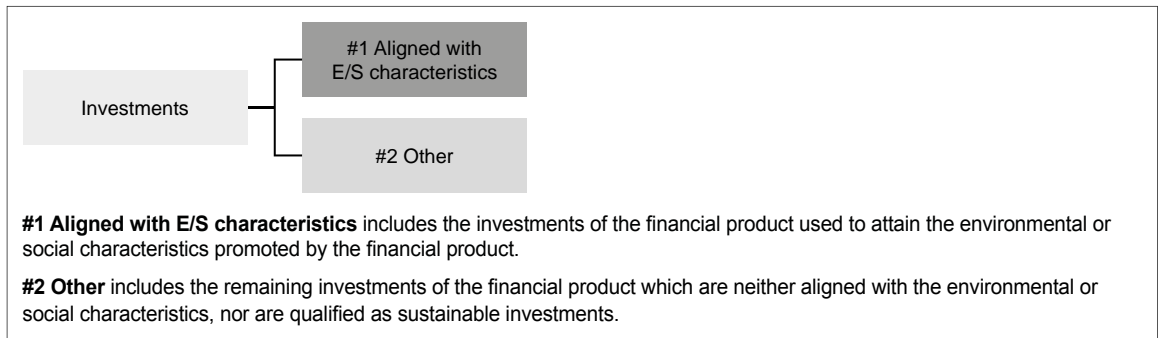 #1 Aligned with
E/S characteristics
Investments
#2 Other
#1 Aligned with E/S characteristics includes the investments of the financial product used to attain the environmental or
social characteristics promoted by the financial product.
#2 Other includes the remaining investments of the financial product which are neither aligned with the environmental or
social characteristics, nor are qualified as sustainable investments.